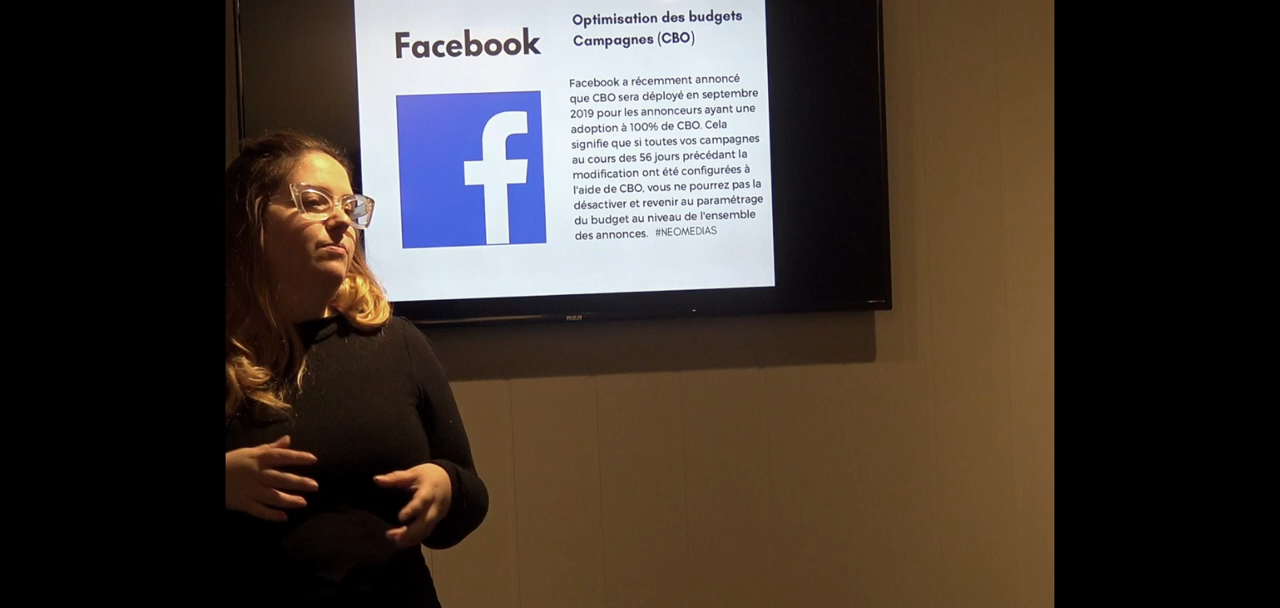 Facebook
Optimisation des budgets
Campagnes (CBO)
Facebook a récemment annoncé
que CBO sera déployé en septembre
2019 pour les annonceurs ayant une
adoption à 100% de CBO. Cela
signifie que si toutes vos campagnes
au cours des 56 jours précédant la
modification ont été configurées à
l'aide de CBO, vous ne pourrez pas la
désactiver et revenir au paramétrage
du budget au niveau de l'ensemble
des annonces. #NEOMEDIAS
RCA